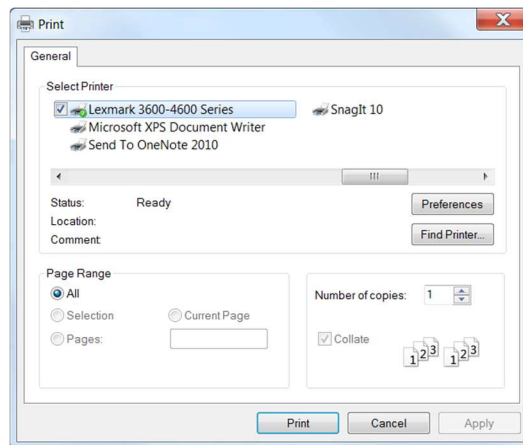 Print
X
General
Select Printer
Lexmark 3600-4600 Series
SnagIt 10
Microsoft XPS Document Writer
Send To OneNote 2010
Status: Ready
Preferences
Location:
Comment:
Find Printer...
Page Range
All
Number of copies: 1
Selection
Current Page
Pages:
Collate
1 2 3 1 2 3
Print Cancel Apply